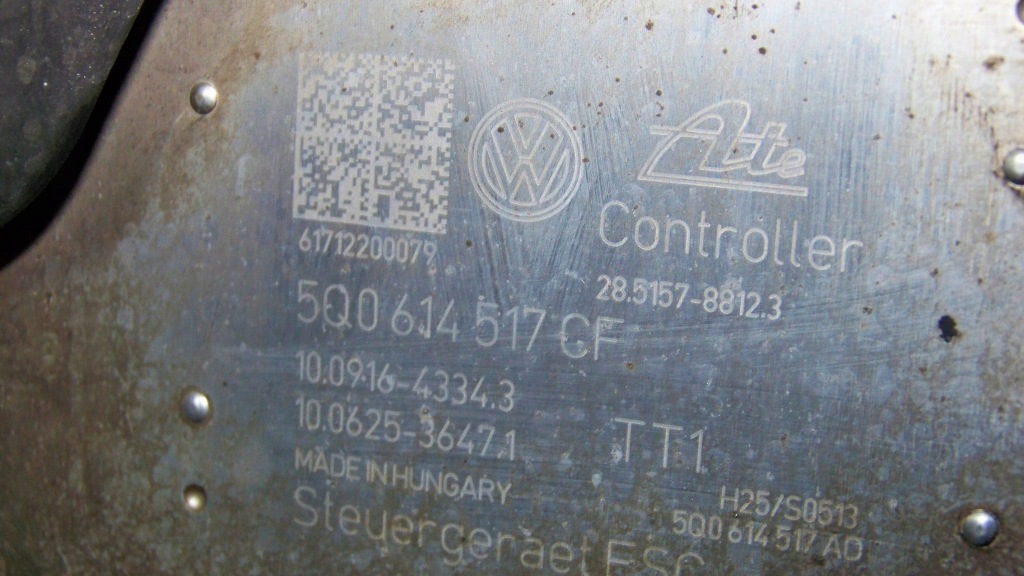 Ate
Controller
61712200079
28.5157-8812.3
5Q0 614 517 CF
10.0916-4334.3
10.0625-3647.1
TT1
MADE IN HUNGARY
H25/S0513
5Q0 614 517 AD
Steuergeraet ESC